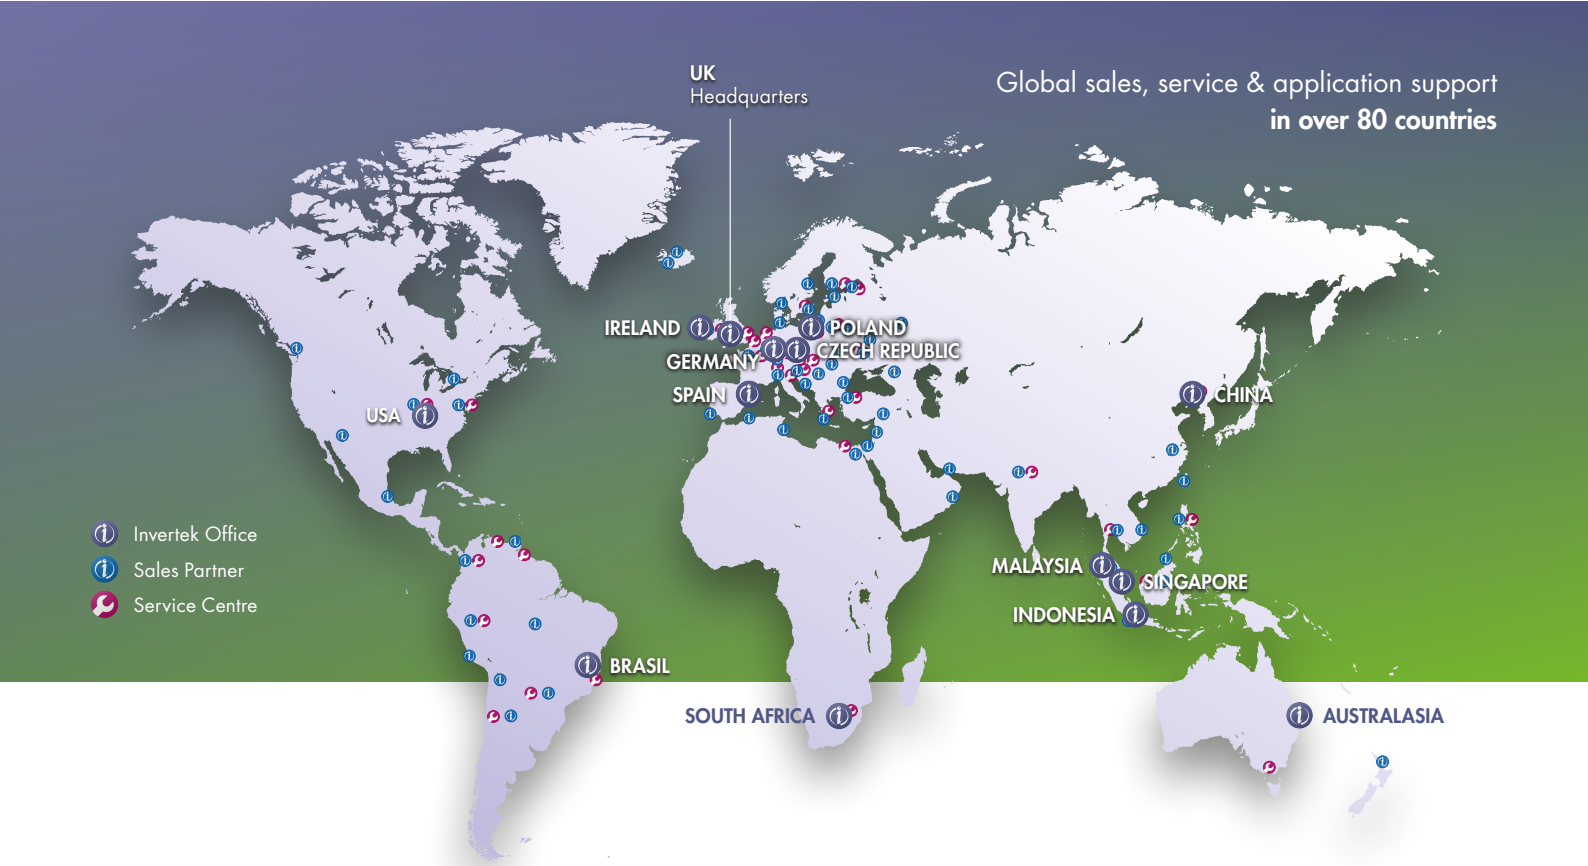 UK
Headquarters
Global sales, service & application support
in over 80 countries
IRELAND
POLAND
GERMANY
CZECH REPUBLIC
SPAIN
USA
CHINA
Invertek Office
Sales Partner
Service Centre
MALAYSIA
SINGAPORE
INDONESIA
BRASIL
SOUTH AFRICA
AUSTRALASIA